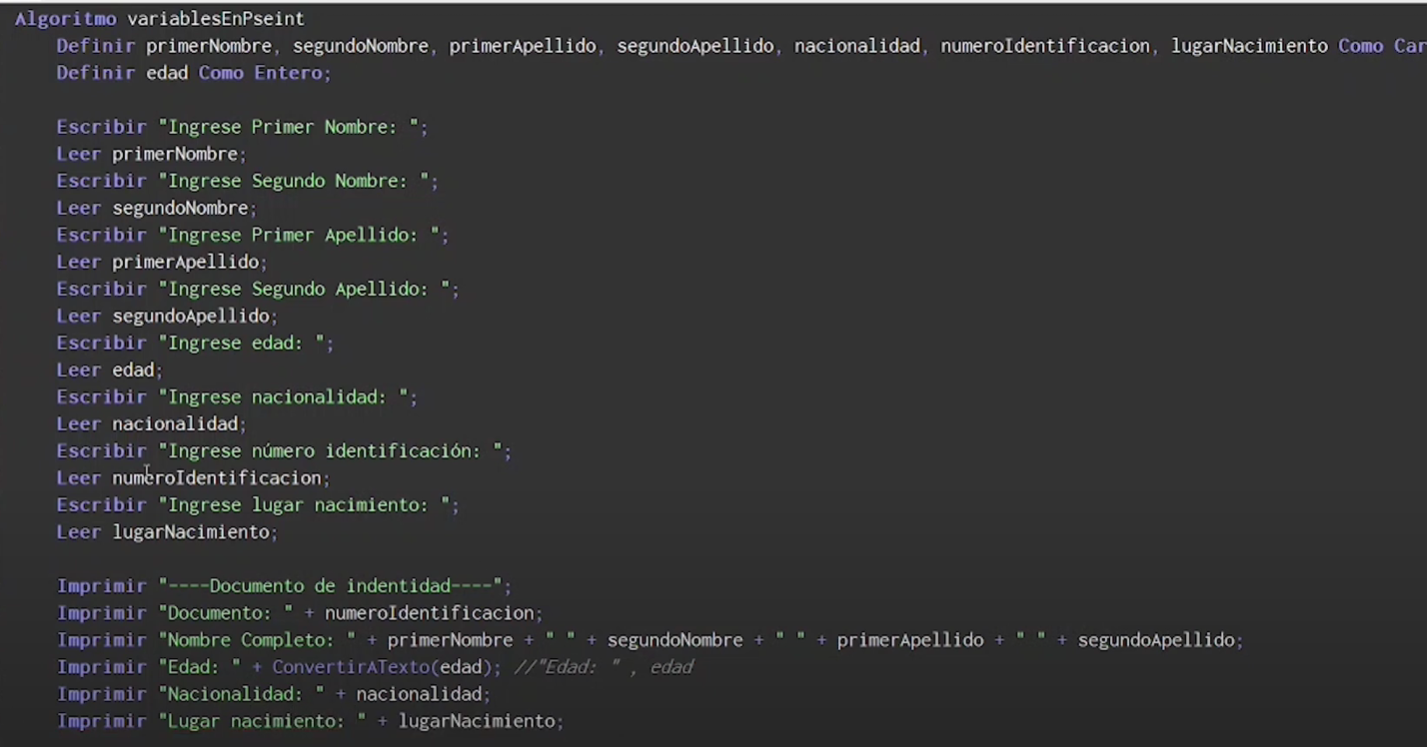 Algoritmo variablesEnPseint
Definir primerNombre, segundoNombre, primerApellido, segundoApellido, nacionalidad, numeroIdentificacion, lugarNacimiento Como Car
Definir edad Como Entero;
Escribir "Ingrese Primer Nombre: ";
Leer primerNombre;
Escribir "Ingrese Segundo Nombre: ";
Leer segundoNombre;
Escribir "Ingrese Primer Apellido: ";
Leer primerApellido;
Escribir "Ingrese Segundo Apellido: ";
Leer segundoApellido;
Escribir "Ingrese edad: ";
Leer edad;
Escribir "Ingrese nacionalidad: ";
Leer nacionalidad;
Escribir "Ingrese número identificación: ";
Leer numeroIdentificacion;
Escribir "Ingrese lugar nacimiento: ";
Leer lugarNacimiento;
Imprimir "----Documento de indentidad----";
Imprimir "Documento: " + numeroIdentificacion;
Imprimir "Nombre Completo: " + primerNombre + " " + segundoNombre + " " + primerApellido + " " + segundoApellido;
Imprimir "Edad: " + ConvertirATexto(edad); //"Edad: " , edad
Imprimir "Nacionalidad: " + nacionalidad;
Imprimir "Lugar nacimiento: " + lugarNacimiento;